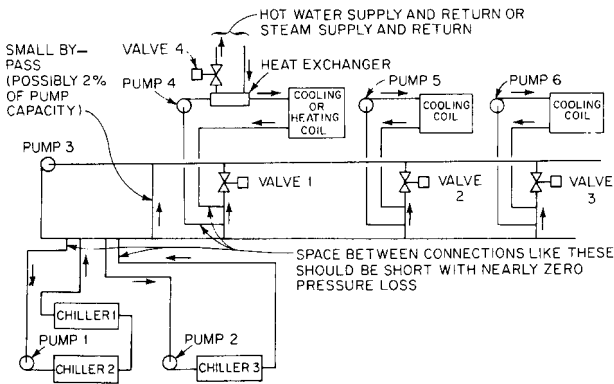 HOT WATER SUPPLY AND RETURN OR
STEAM SUPPLY AND RETURN
SMALL BY—
PASS
(POSSIBLY 2%
OF PUMP
CAPACITY)
VALVE 4
PUMP 4
HEAT EXCHANGER
COOLING
OR
HEATING
COIL
PUMP 5
COOLING
COIL
PUMP 6
COOLING
COIL
PUMP 3
VALVE 1
VALVE
2
VALVE
3
SPACE BETWEEN CONNECTIONS LIKE THESE
SHOULD BE SHORT WITH NEARLY ZERO
PRESSURE LOSS
CHILLER 1
PUMP 1
CHILLER 2
PUMP 2
CHILLER 3